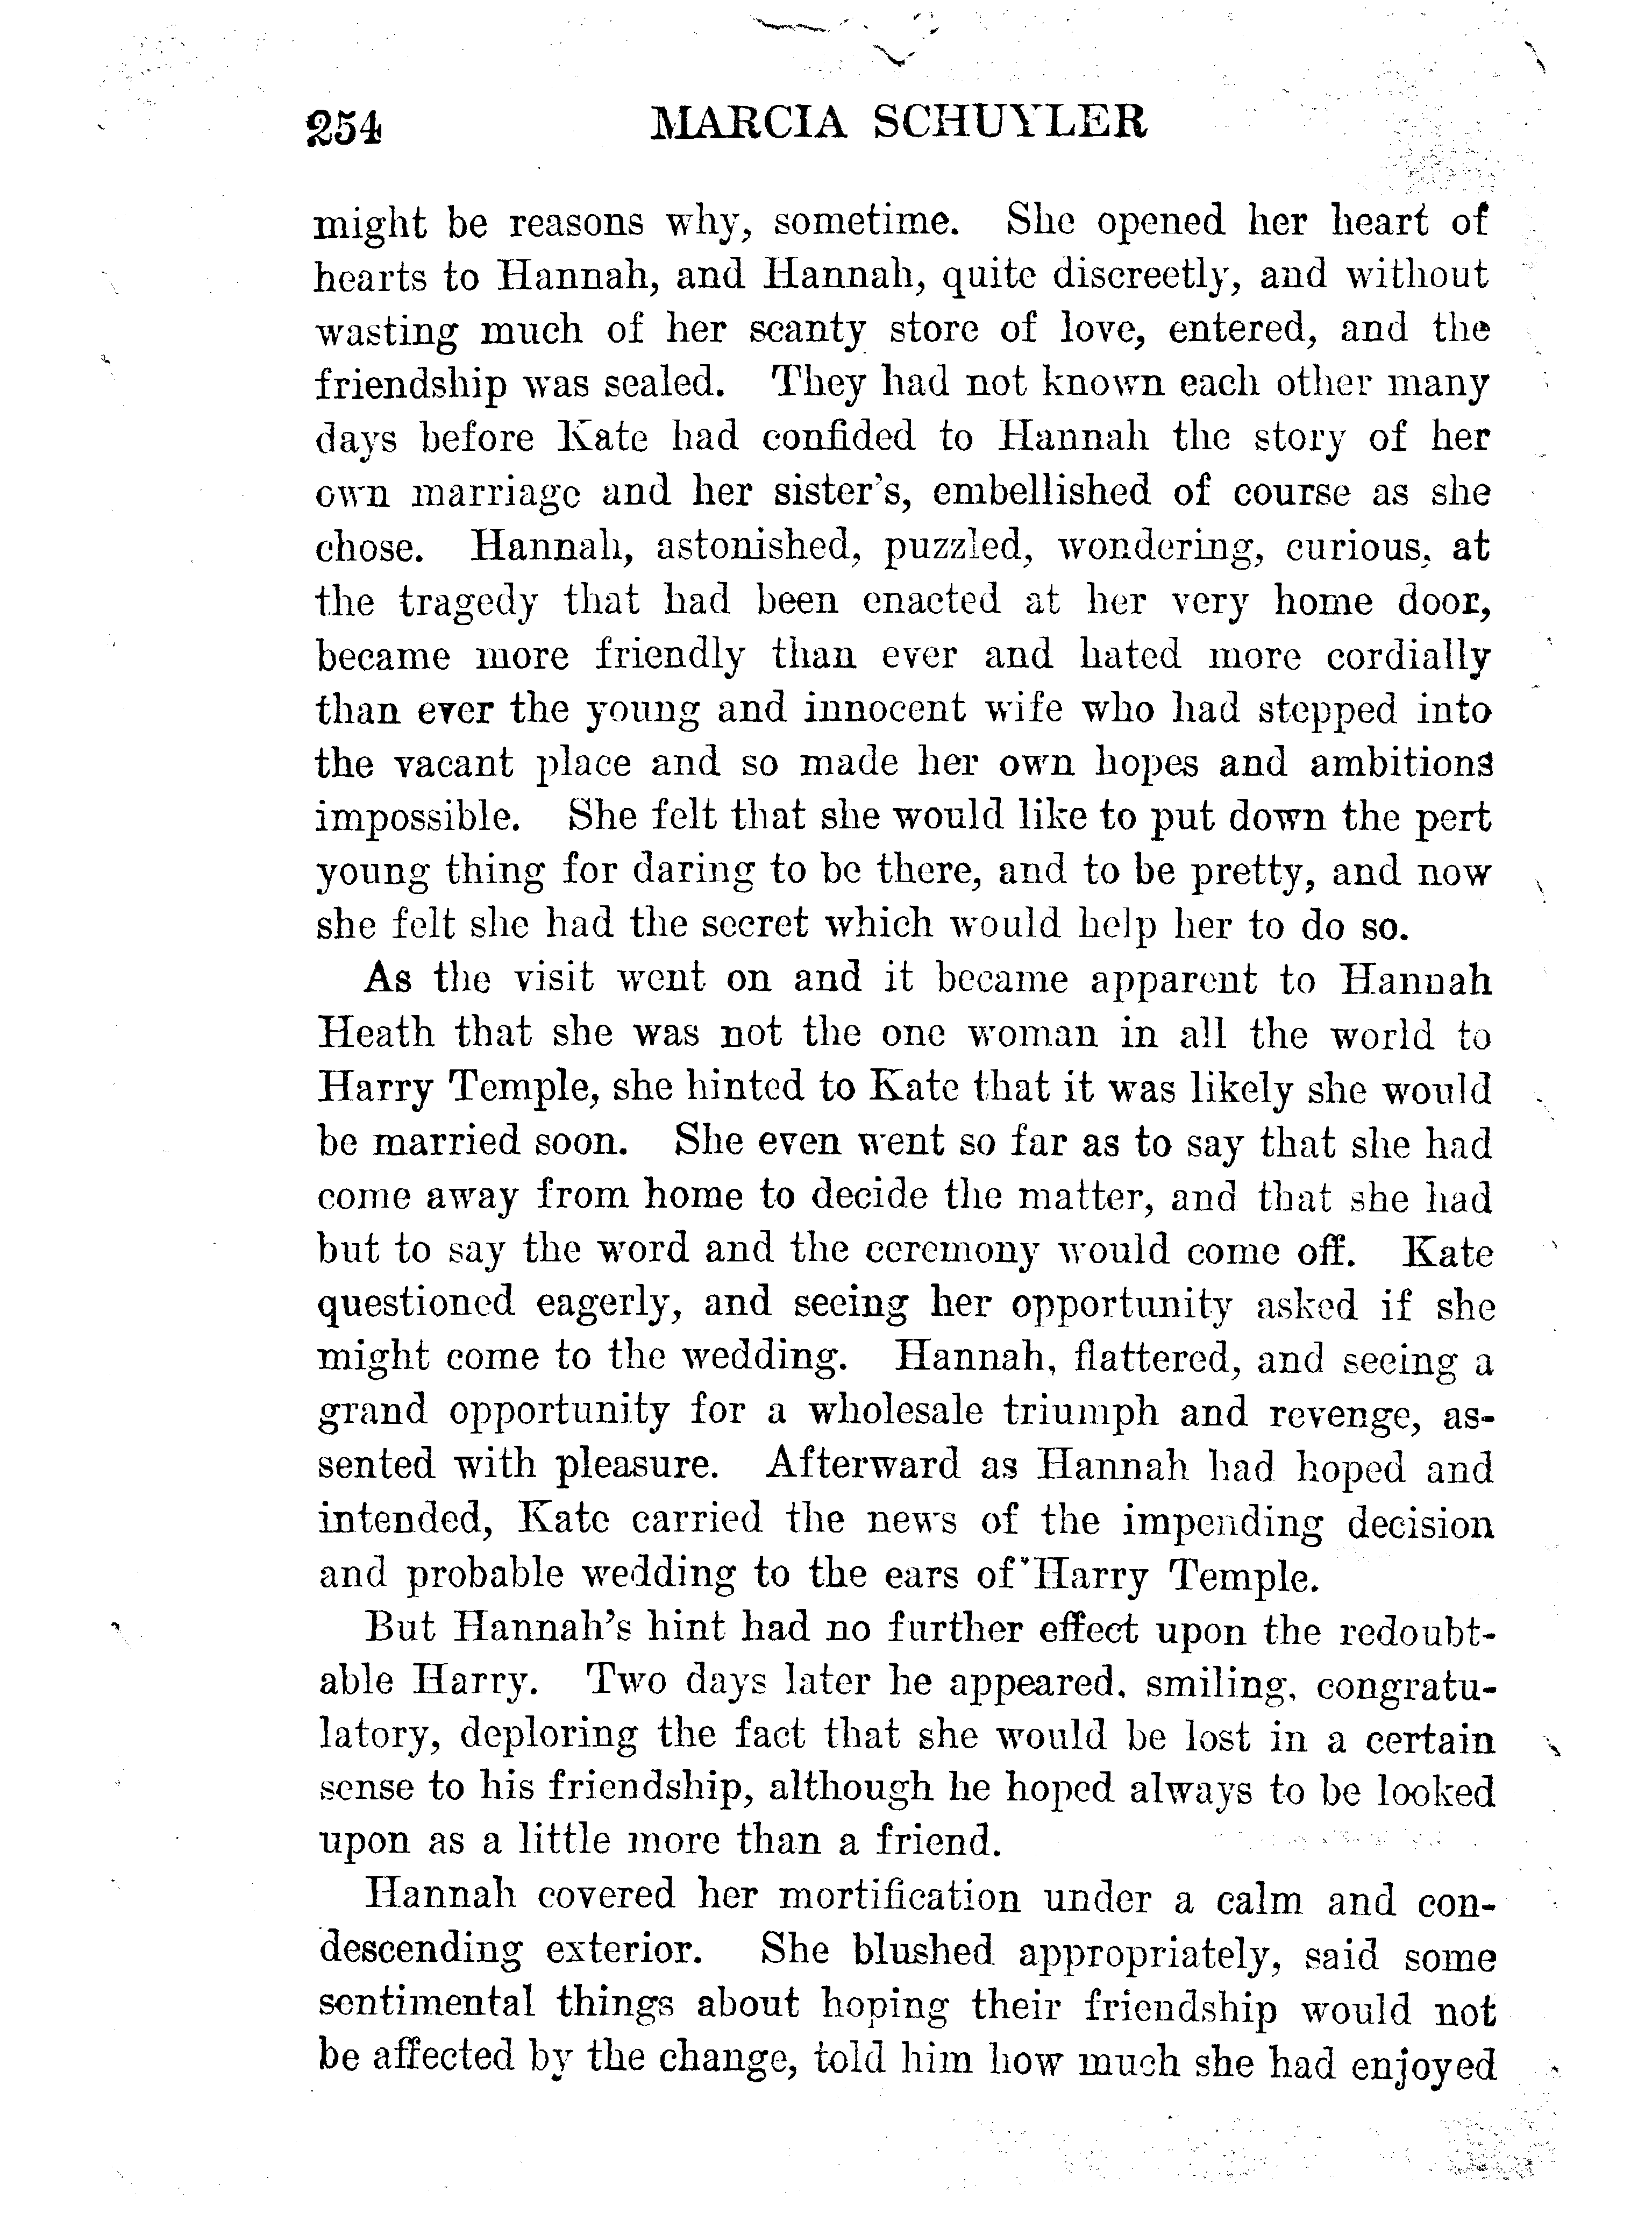 254 MARCIA SCHUYLER
might be reasons why, sometime. She opened her heart of
hearts to Hannah, and Hannah, quite discreetly, and without
wasting much of her scanty store of love, entered, and the
friendship was sealed. They had not known each other many
days before Kate had confided to Hannah the story of her
own marriage and her sister's, embellished of course as she
chose. Hannah, astonished, puzzled, wondering, curious, at
the tragedy that had been enacted at her very home door,
became more friendly than ever and hated more cordially
than ever the young and innocent wife who had stepped into
the vacant place and so made her own hopes and ambitions
impossible. She felt that she would like to put down the pert
young thing for daring to be there, and to be pretty, and now
she felt she had the secret which would help her to do so.
As the visit went on and it became apparent to Hannah
Heath that she was not the one woman in all the world to
Harry Temple, she hinted to Kate that it was likely she would
be married soon. She even went so far as to say that she had
come away from home to decide the matter, and that she had
but to say the word and the ceremony would come off. Kate
questioned eagerly, and seeing her opportunity asked if she
might come to the wedding. Hannah, flattered, and seeing a
grand opportunity for a wholesale triumph and revenge, as-
sented with pleasure. Afterward as Hannah had hoped and
intended, Kate carried the news of the impending decision
and probable wedding to the ears of Harry Temple.
But Hannah's hint had no further effect upon the redoubt-
able Harry. Two days later he appeared, smiling, congratu-
latory, deploring the fact that she would be lost in a certain
sense to his friendship, although he hoped always to be looked
upon as a little more than a friend.
Hannah covered her mortification under a calm and con-
descending exterior. She blushed appropriately, said some
sentimental things about hoping their friendship would not
be affected by the change, told him how much she had enjoyed